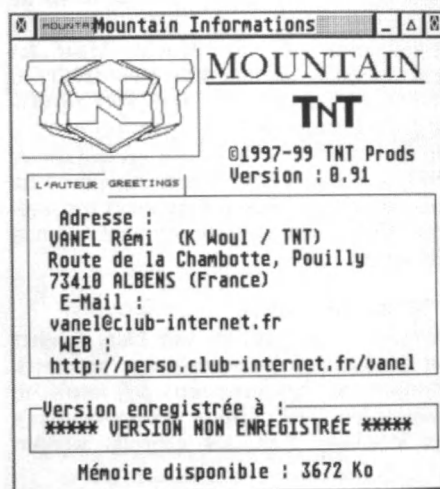 Mountain Informations
MOUNTAIN
TNT
©1997-99 TNT Prods
Version : 0.91
L'AUTEUR GREETINGS
Adresse :
VANEL Rémi (K Woul / TNT)
Route de la Chambotte, Pouilly
73410 ALBENS (France)
E-Mail :
vanel@club-internet.fr
WEB :
http://perso.club-internet.fr/vanel
Version enregistrée à :
***** VERSION NON ENREGISTRÉE *****
Mémoire disponible : 3672 Ko